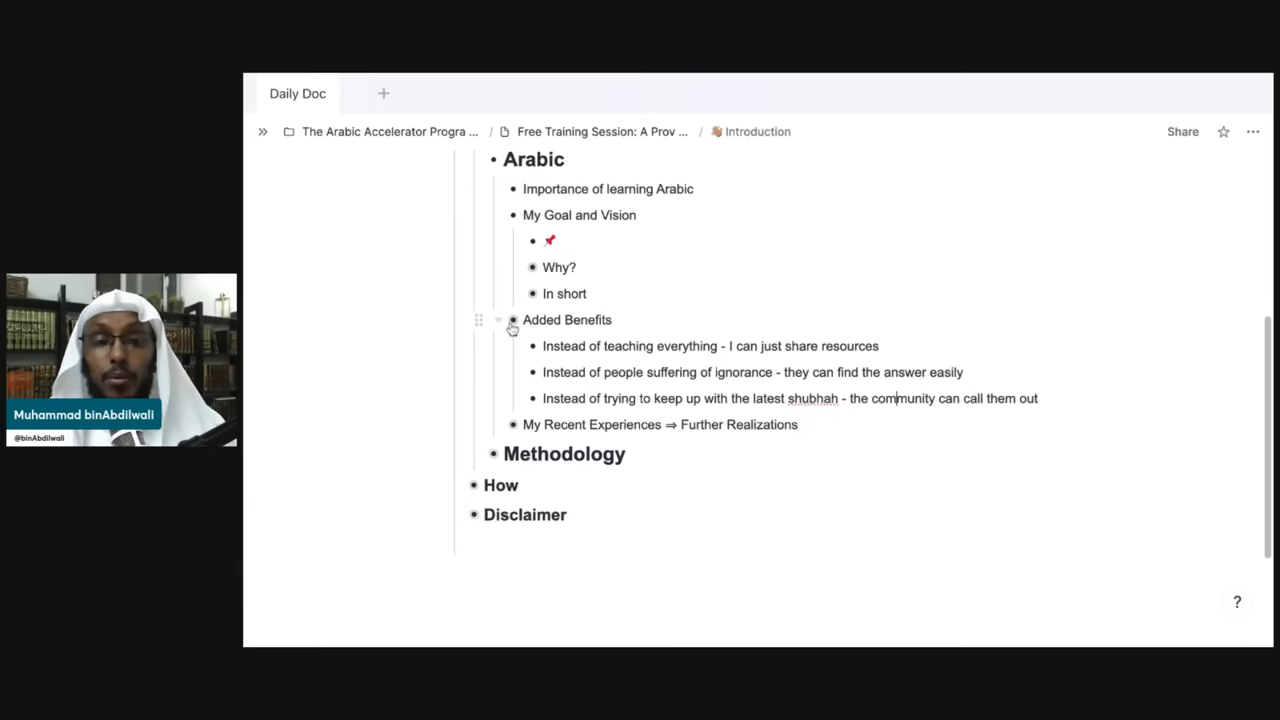 Daily Doc
The Arabic Accelerator Progra ... / Free Training Session: A Prov ... / Introduction
Share
Arabic
Importance of learning Arabic
My Goal and Vision
Why?
In short
Added Benefits
Instead of teaching everything - I can just share resources
Instead of people suffering of ignorance - they can find the answer easily
Instead of trying to keep up with the latest shubhah - the community can call them out
My Recent Experiences ⇒ Further Realizations
Methodology
How
Disclaimer
?
Muhammad binAbdilwali
@binAbdilwali